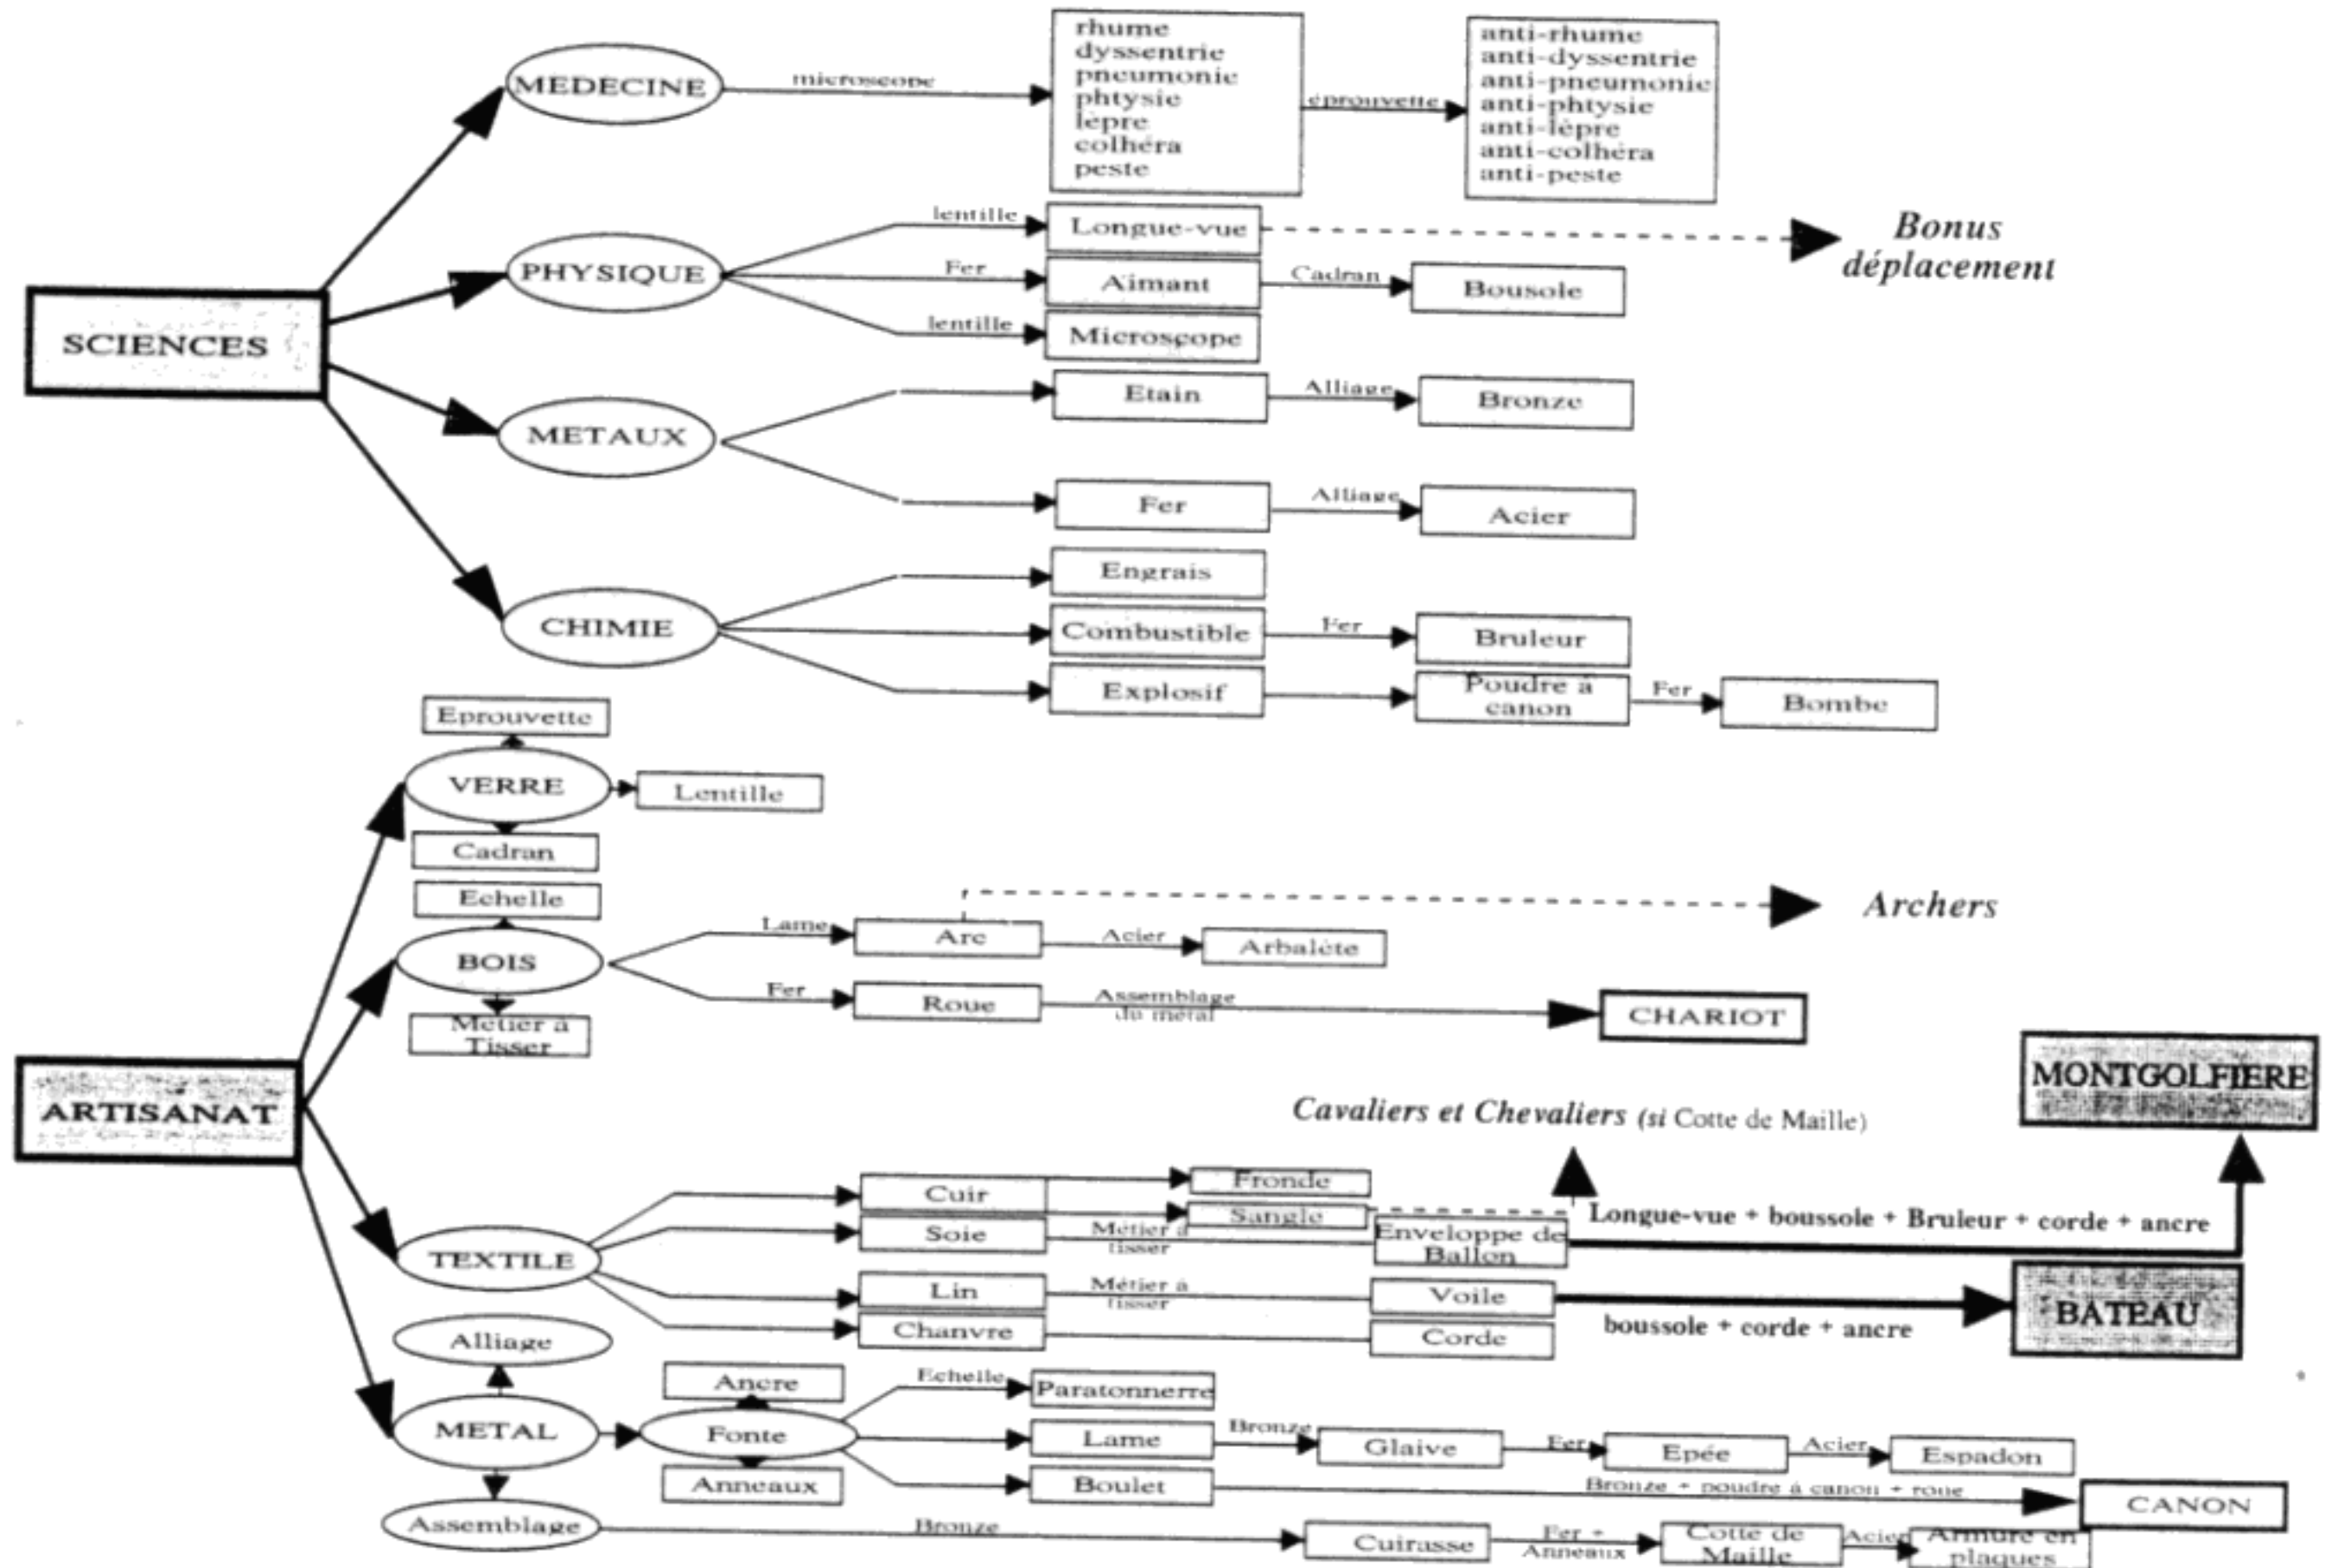 MEDECINE
microscope
rhume
dyssentrie
pneumonie
phtysie
lèpre
colhéra
peste
éprouvette
anti-rhume
anti-dyssentrie
anti-pneumonie
anti-phtysie
anti-lèpre
anti-colhéra
anti-peste
SCIENCES
PHYSIQUE
lentille
Longue-vue
Bonus
déplacement
Fer
Aimant
Cadran
Bousole
lentille
Microscope
METAUX
Etain
Alliage
Bronze
Fer
Alliage
Acier
CHIMIE
Engrais
Combustible
Fer
Bruleur
Explosif
Poudre à
canon
Fer
Bombe
Eprouvette
VERRE
Lentille
Cadran
Echelle
BOIS
Lame
Arc
Acier
Arbalète
Archers
Fer
Roue
Assemblage
du métal
CHARIOT
Métier à
Tisser
ARTISANAT
MONTGOLFIERE
Cavaliers et Chevaliers (si Cotte de Maille)
TEXTILE
Cuir
Fronde
Sangle
Soie
Métier à
tisser
Enveloppe de
Ballon
Longue-vue + boussole + Bruleur + corde + ancre
Lin
Métier à
tisser
Voile
boussole + corde + ancre
BATEAU
Chanvre
Corde
Alliage
METAL
Ancre
Fonte
Anneaux
Echelle
Paratonnerre
Lame
Bronze
Glaive
Fer
Epée
Acier
Espadon
Boulet
Bronze + poudre à canon + roue
CANON
Assemblage
Bronze
Cuirasse
Fer +
Anneaux
Cotte de
Maille
Acier
Armure en
plaques